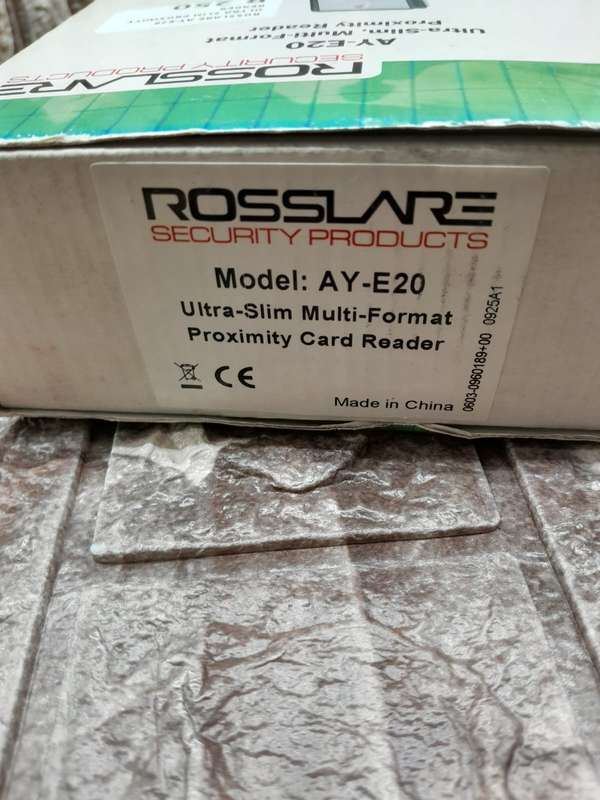 ROSSLARE
SECURITY PRODUCTS
AY-E20
Ultra-Slim, Multi-Format
Proximity Reader
ROSSLARE
SECURITY PRODUCTS
Model: AY-E20
Ultra-Slim Multi-Format
Proximity Card Reader
CE
Made in China
0603-0960189+00 0925A1